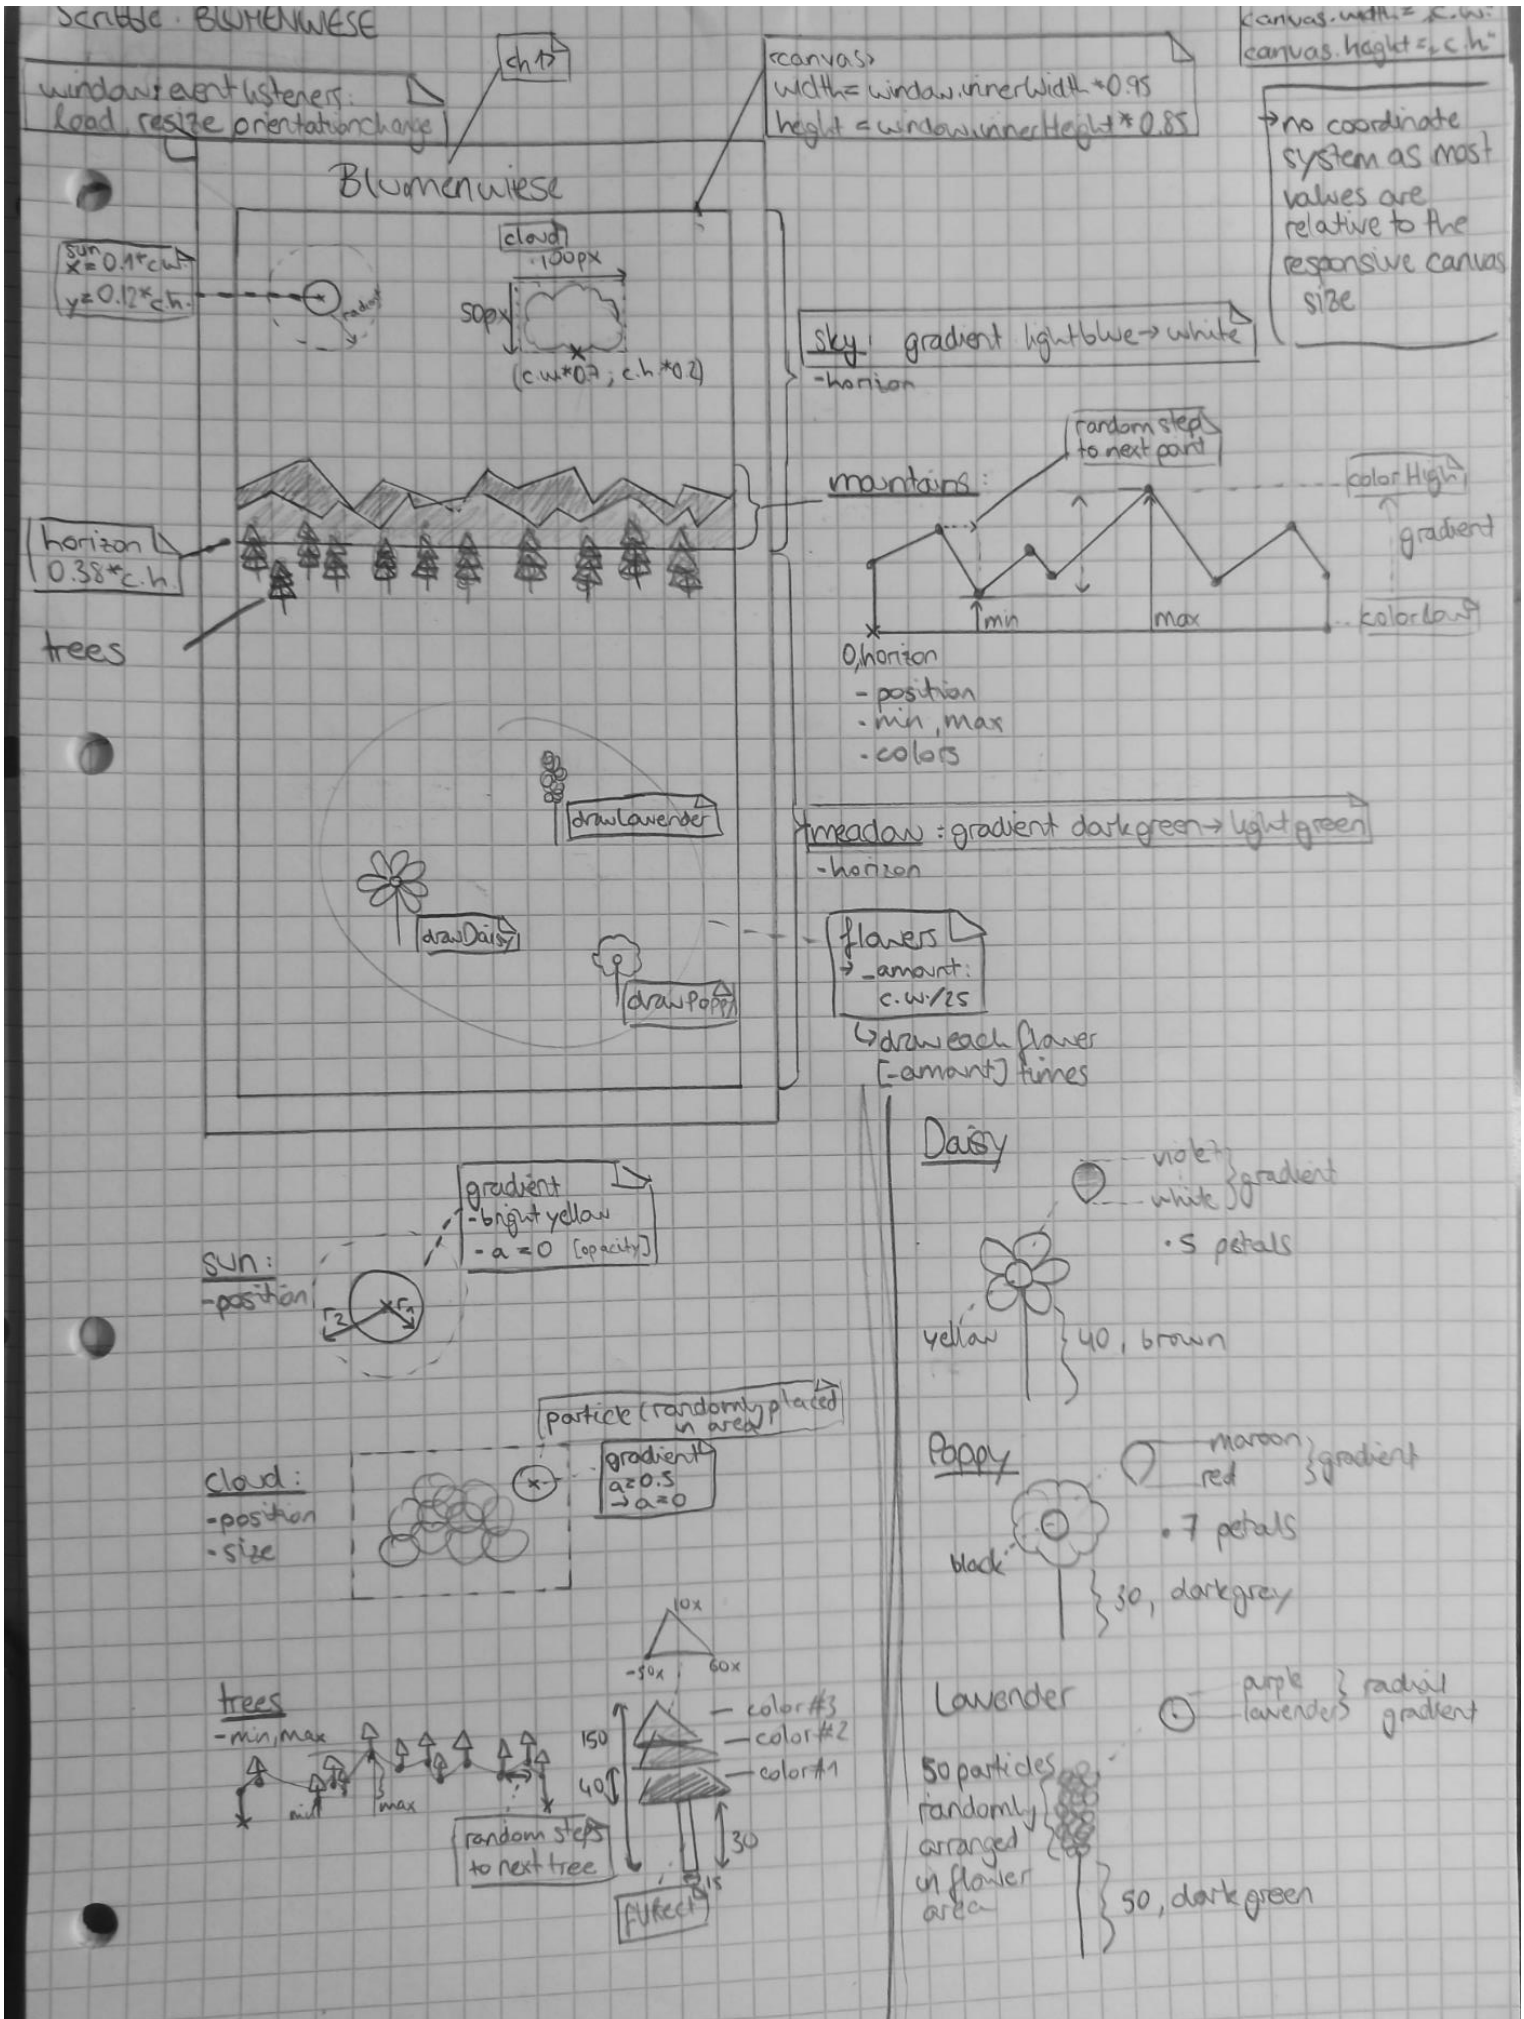 Scribble: BLUMENWIESE
canvas.width = „c.w."
canvas.height = „c.h."
<h1>
<canvas>
width = window.innerWidth * 0.95
height = window.innerHeight * 0.85
window: event listeners:
load, resize, orientationchange
→ no coordinate
system as most
values are
relative to the
responsive canvas
size
Blumenwiese
sun
x = 0.1 * c.w.
y = 0.12 * c.h.
radius
cloud
100px
50px
(c.w.*0.7 ; c.h.*0.2)
sky: gradient lightblue → white
- horizon
random step
to next point
mountains:
colorHigh
gradient
colorLow
min
max
0,horizon
- position
- min, max
- colors
horizon
0.38*c.h.
trees
drawLavender
meadow: gradient darkgreen → lightgreen
- horizon
drawDaisy
drawPoppy
flowers
→ _amount:
c.w./25
↳ draw each flower
[_amount] times
gradient
- bright yellow
- a = 0 [opacity]
sun:
- position
r2
r1
particle (randomly placed
in area)
gradient
a=0.5
→ a=0
cloud:
- position
- size
trees
- min, max
min
max
random steps
to next tree
10x
-50x
60x
color#3
color#2
color#1
150
40
30
15
fillRect
Daisy
violet
white
gradient
• 5 petals
yellow
40, brown
Poppy
maroon
red
gradient
• 7 petals
black
30, darkgrey
Lavender
purple
lavender
radial
gradient
50 particles
randomly
arranged
in flower
area
50, darkgreen